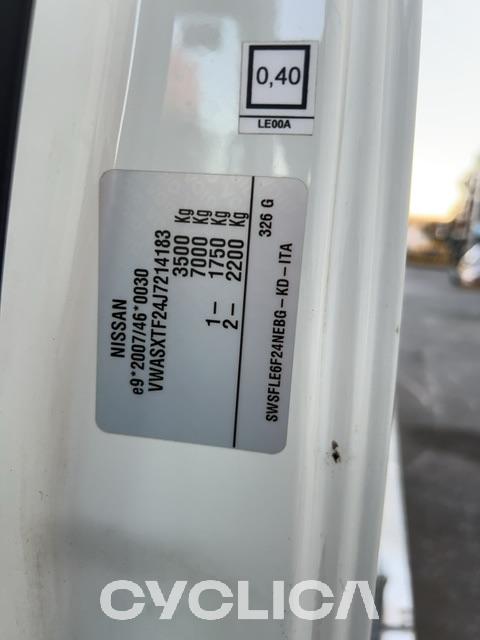 0,40
LE00A
NISSAN
e9*2007/46*0030
VWASXTF24J7214183
3500 Kg
7000 Kg
1- 1750 Kg
2- 2200 Kg
SWSFLE6F24NEBG-KD-ITA
326 G
CYCLICA